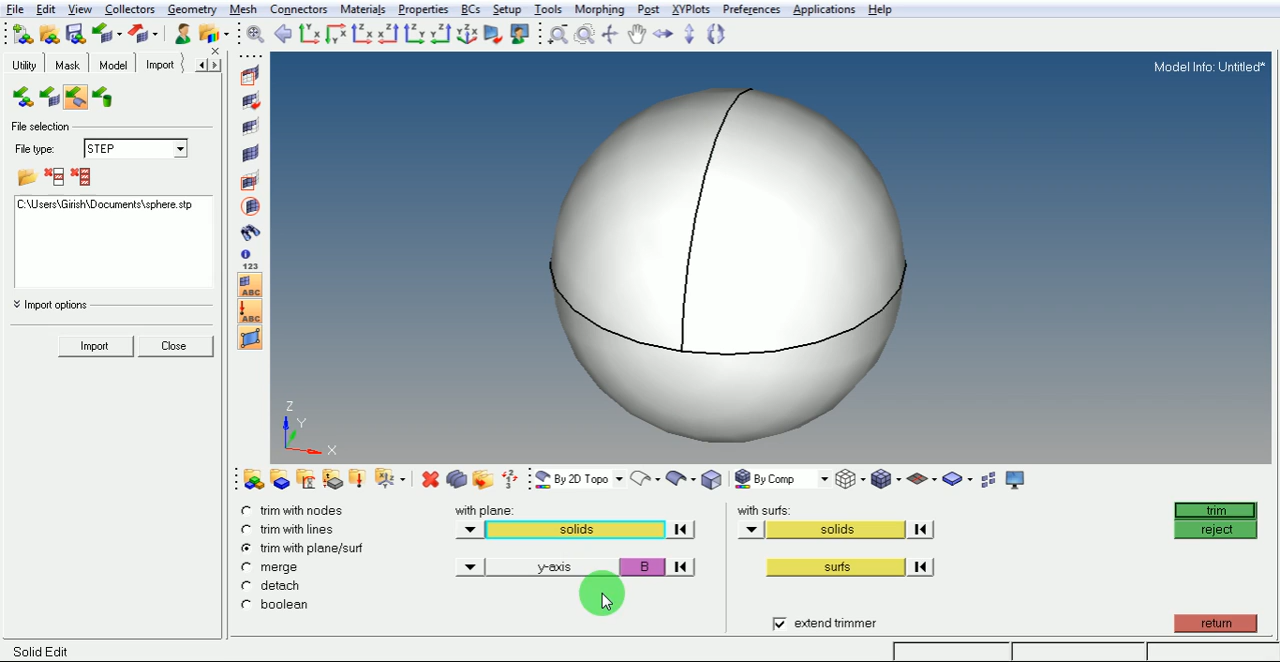 File Edit View Collectors Geometry Mesh Connectors Materials Properties BCs Setup Tools Morphing Post XYPlots Preferences Applications Help
Utility Mask Model Import
Model Info: Untitled*
File selection
File type: STEP
C:\Users\Girish\Documents\sphere.stp
123
ABC
ABC
Import options
Import Close
Z
Y
X
By 2D Topo By Comp
trim with nodes with plane: with surfs: trim
trim with lines solids solids reject
trim with plane/surf
merge y-axis B surfs
detach
boolean
extend trimmer return
Solid Edit